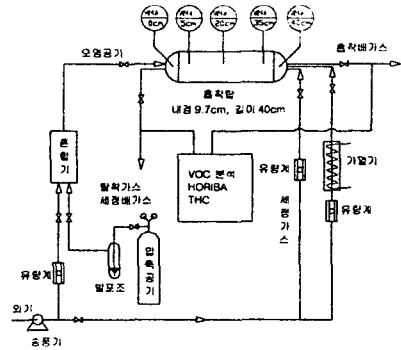 0cm
5cm
20cm
35cm
오염공기
흡착배가스
흡착탑
내경 9.7cm, 길이 40cm
혼합기
VOC 분석
HORIBA
THC
가열기
유량계
유량계
세정가스
탈착가스
세정배가스
압축공기
유량계
발포조
외기
송풍기